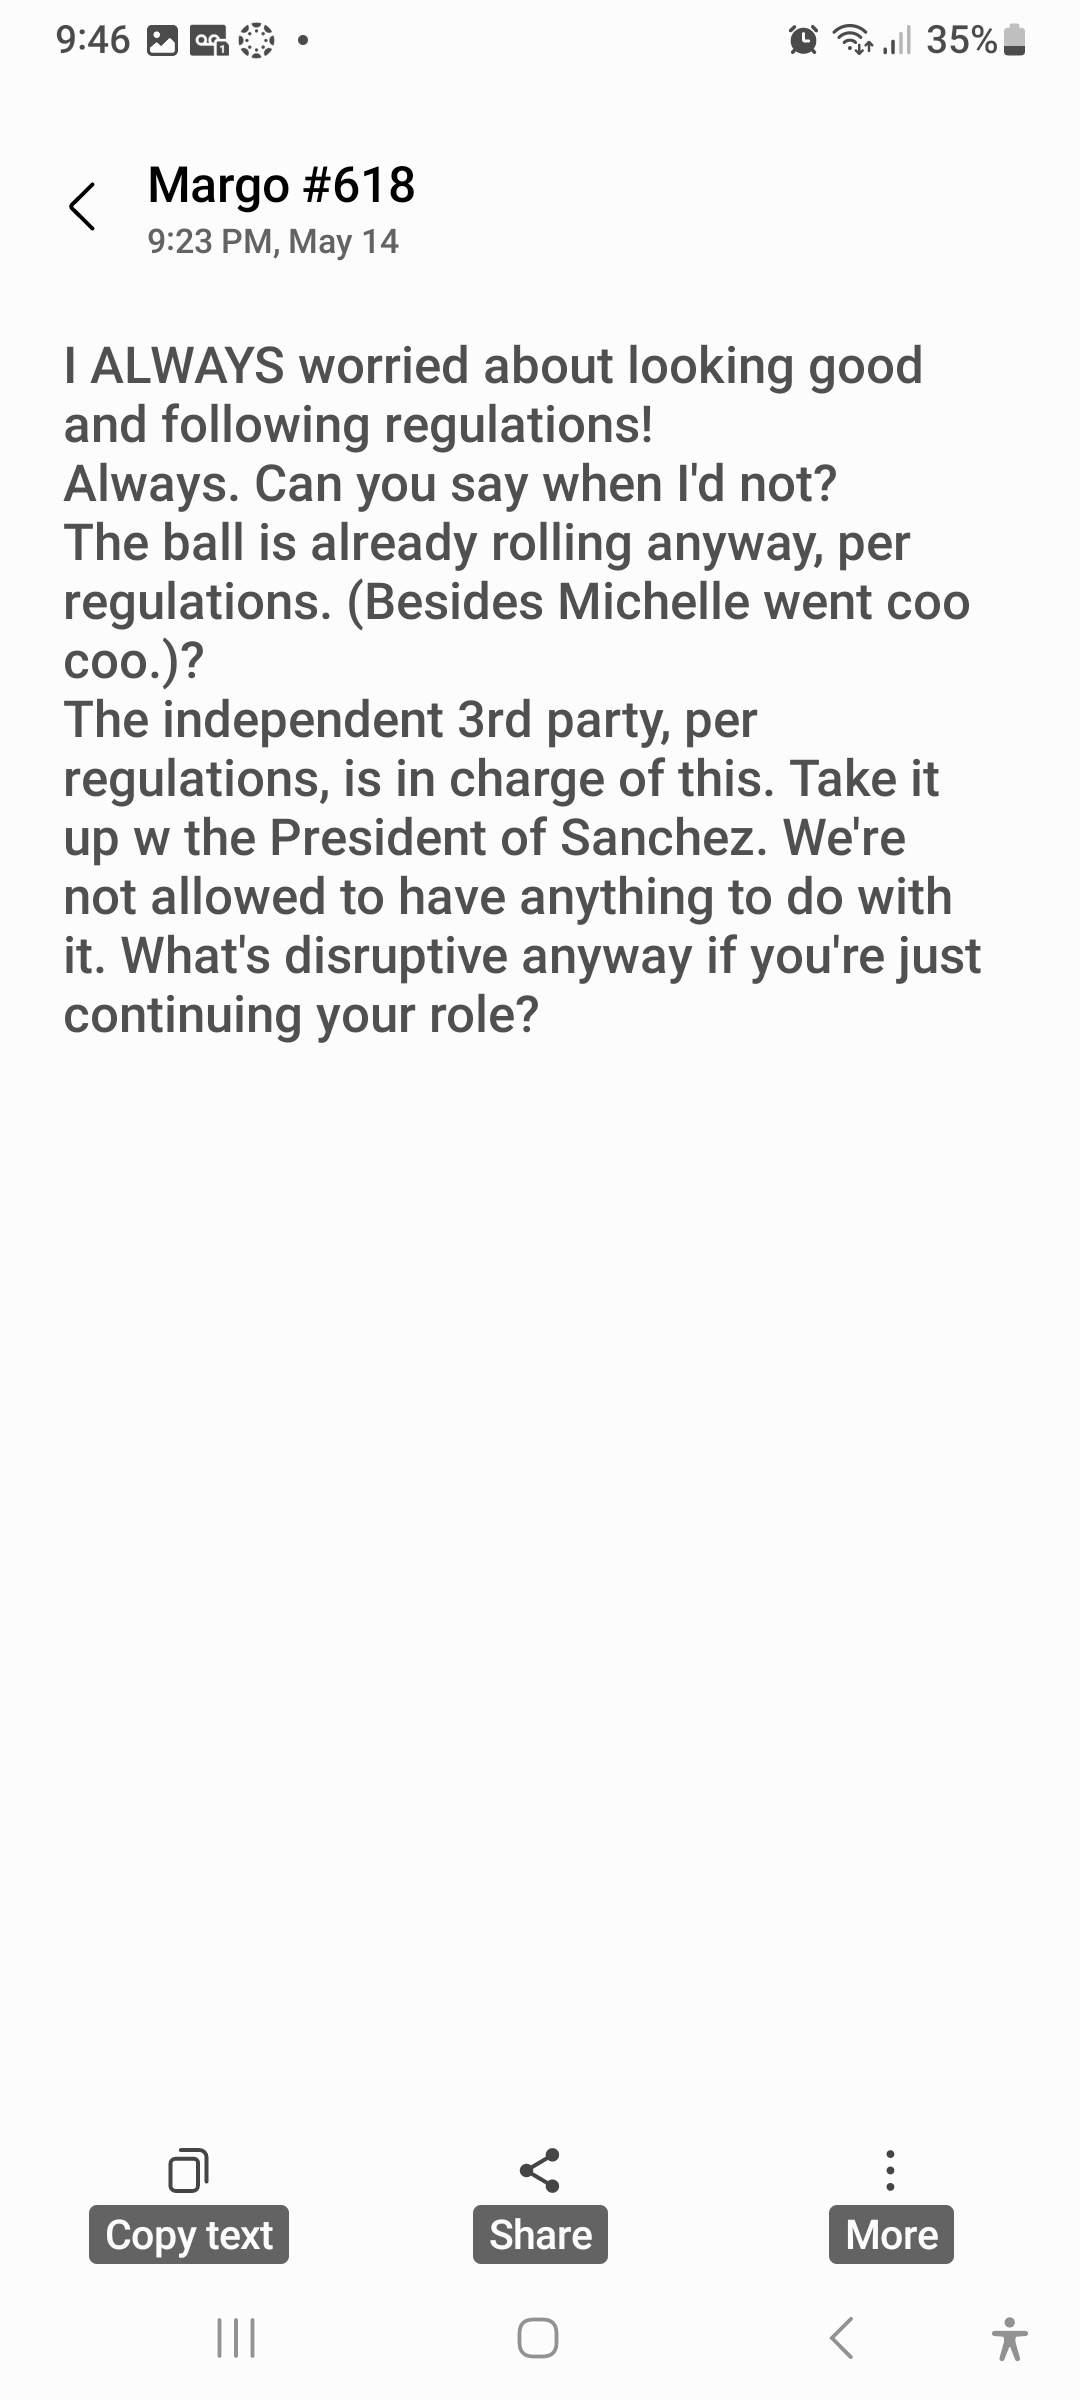 9:46
35%
Margo #618
9:23 PM, May 14
I ALWAYS worried about looking good
and following regulations!
Always. Can you say when I'd not?
The ball is already rolling anyway, per
regulations. (Besides Michelle went coo
coo.)?
The independent 3rd party, per
regulations, is in charge of this. Take it
up w the President of Sanchez. We're
not allowed to have anything to do with
it. What's disruptive anyway if you're just
continuing your role?
Copy text
Share
More